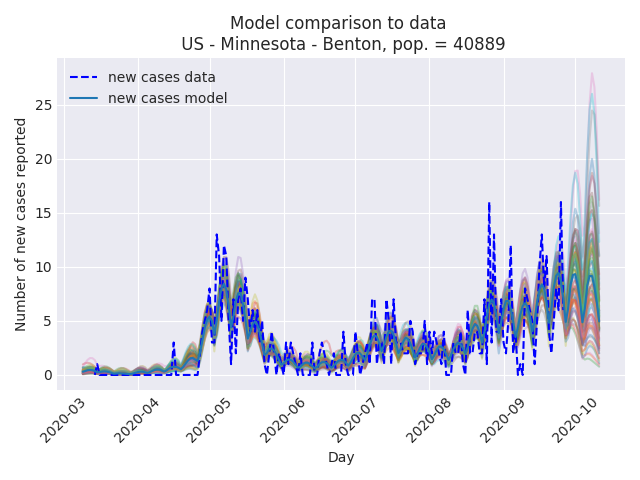 Model comparison to data
US - Minnesota - Benton, pop. = 40889
new cases data
new cases model
Number of new cases reported
25
20
15
10
5
0
2020-03
2020-04
2020-05
2020-06
2020-07
2020-08
2020-09
2020-10
Day